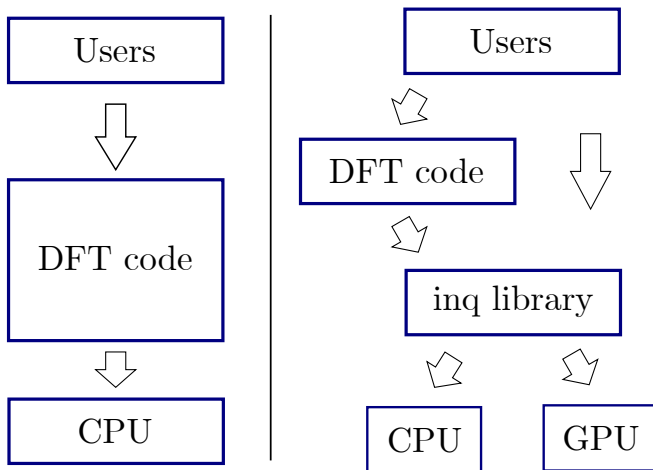 Users
DFT code
CPU
Users
DFT code
inq library
CPU
GPU